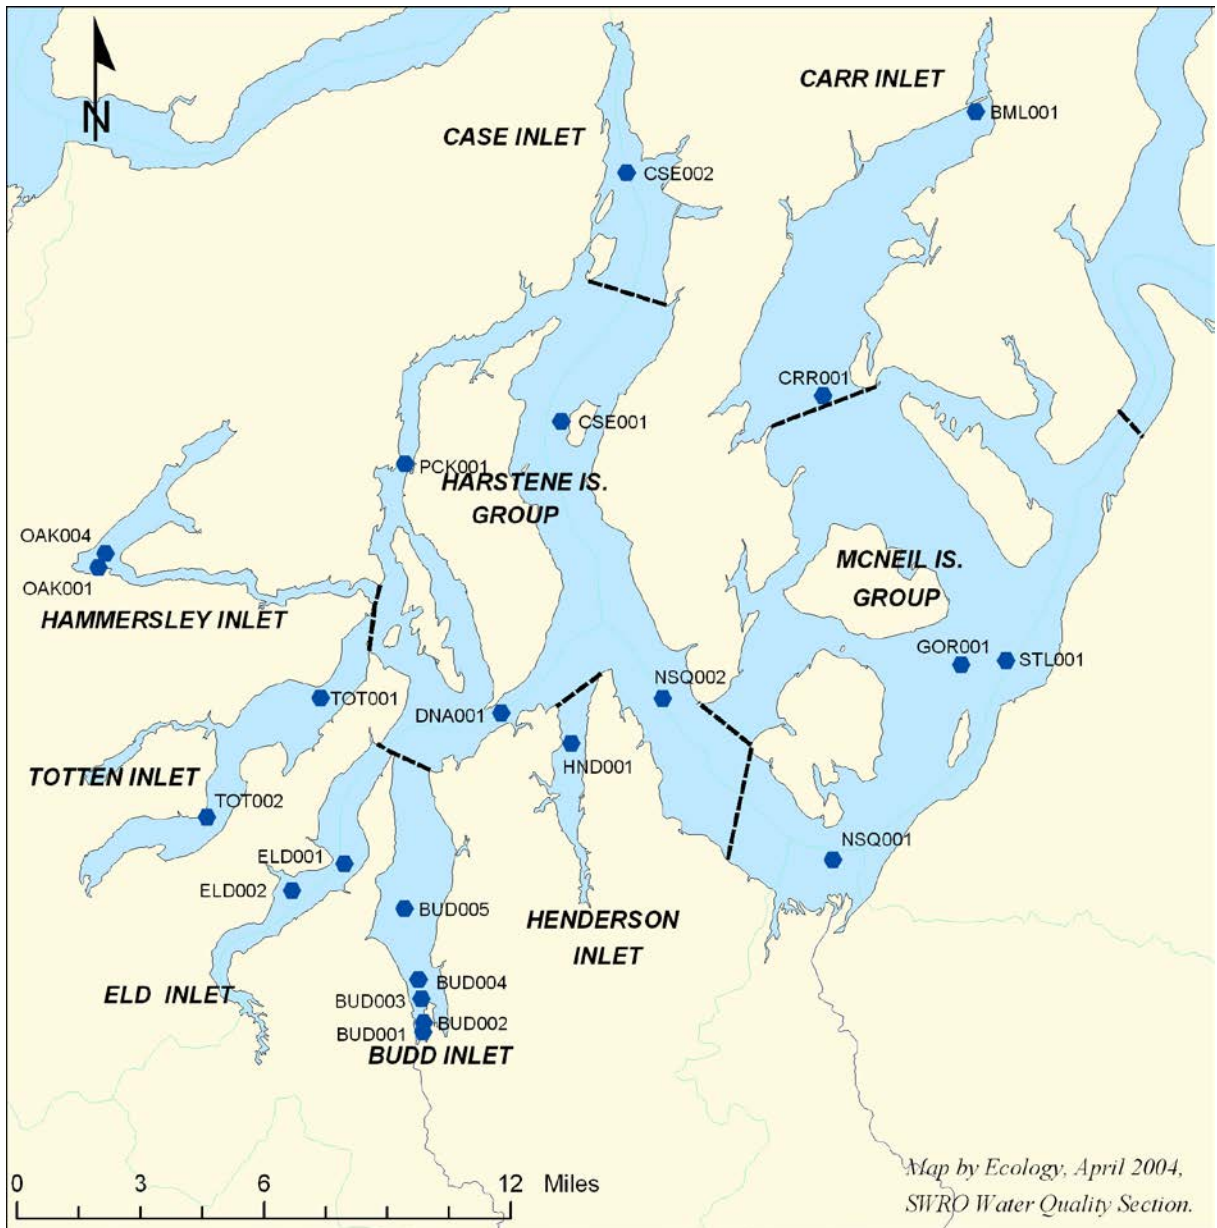 N
CARR INLET
BML001
CASE INLET
CSE002
CRR001
CSE001
PCK001
HARSTENE IS.
GROUP
OAK004
OAK001
MCNEIL IS.
GROUP
HAMMERSLEY INLET
GOR001
STL001
NSQ002
TOT001
DNA001
HND001
TOTTEN INLET
TOT002
NSQ001
ELD001
ELD002
BUD005
HENDERSON
INLET
BUD004
ELD INLET
BUD003
BUD002
BUD001
BUDD INLET
Map by Ecology, April 2004,
SWRO Water Quality Section.
0 3 6 12 Miles